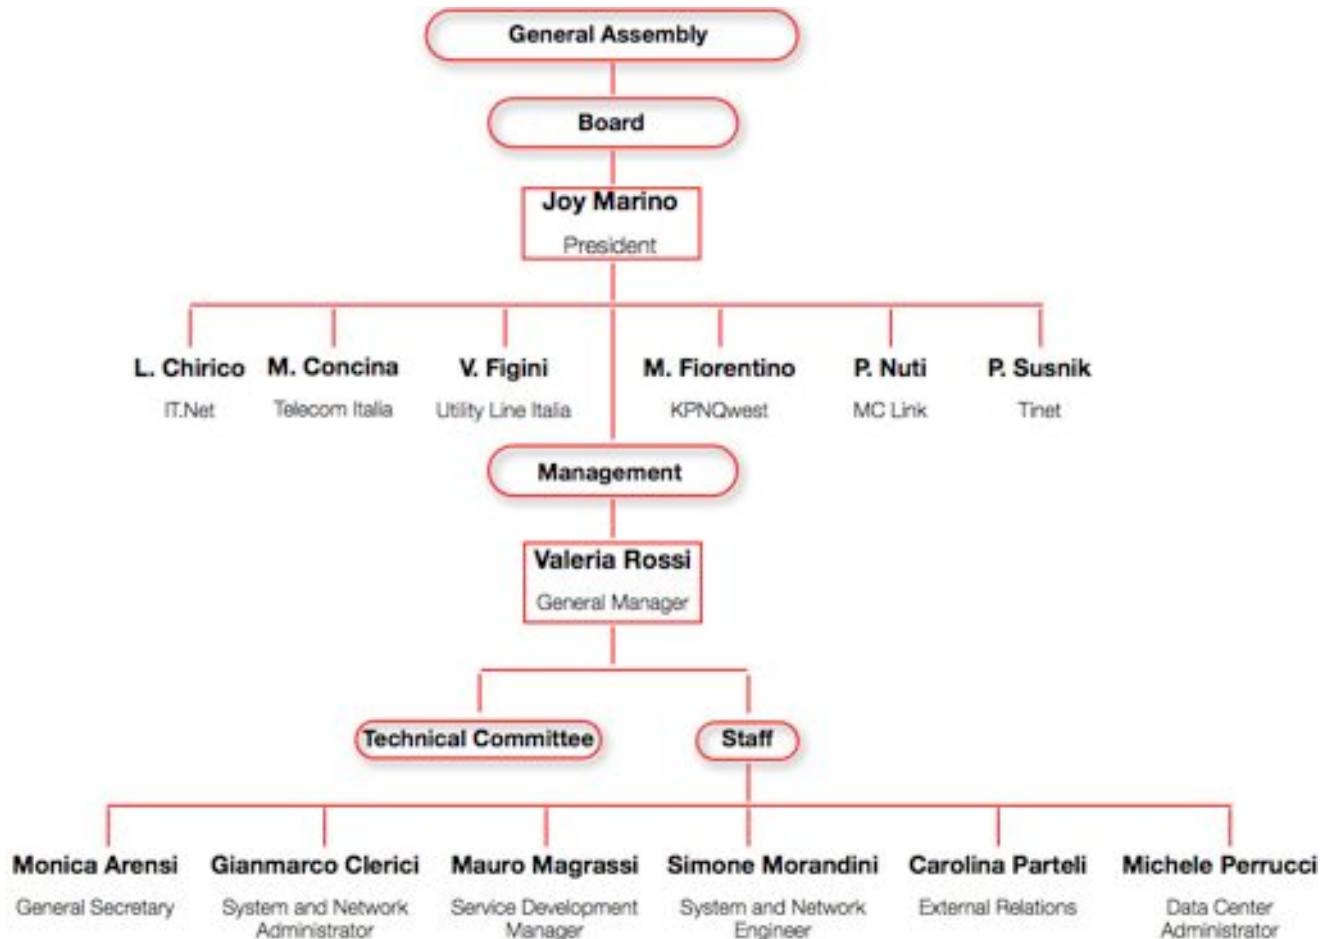 General Assembly
Board
Joy Marino
President
L. Chirico M. Concina V. Figini M. Fiorentino P. Nuti P. Susnik
IT.Net Telecom Italia Utility Line Italia KPNQwest MC Link Tinet
Management
Valeria Rossi
General Manager
Technical Committee Staff
Monica Arensi Gianmarco Clerici Mauro Magrassi Simone Morandini Carolina Parteli Michele Perrucci
General Secretary System and Network Service Development System and Network External Relations Data Center
Administrator Manager Engineer Administrator